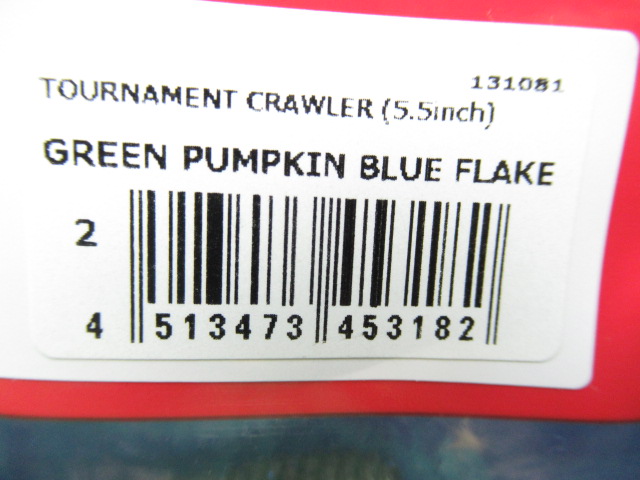 131081
TOURNAMENT CRAWLER (5.5inch)
GREEN PUMPKIN BLUE FLAKE
2
4 513473 453182